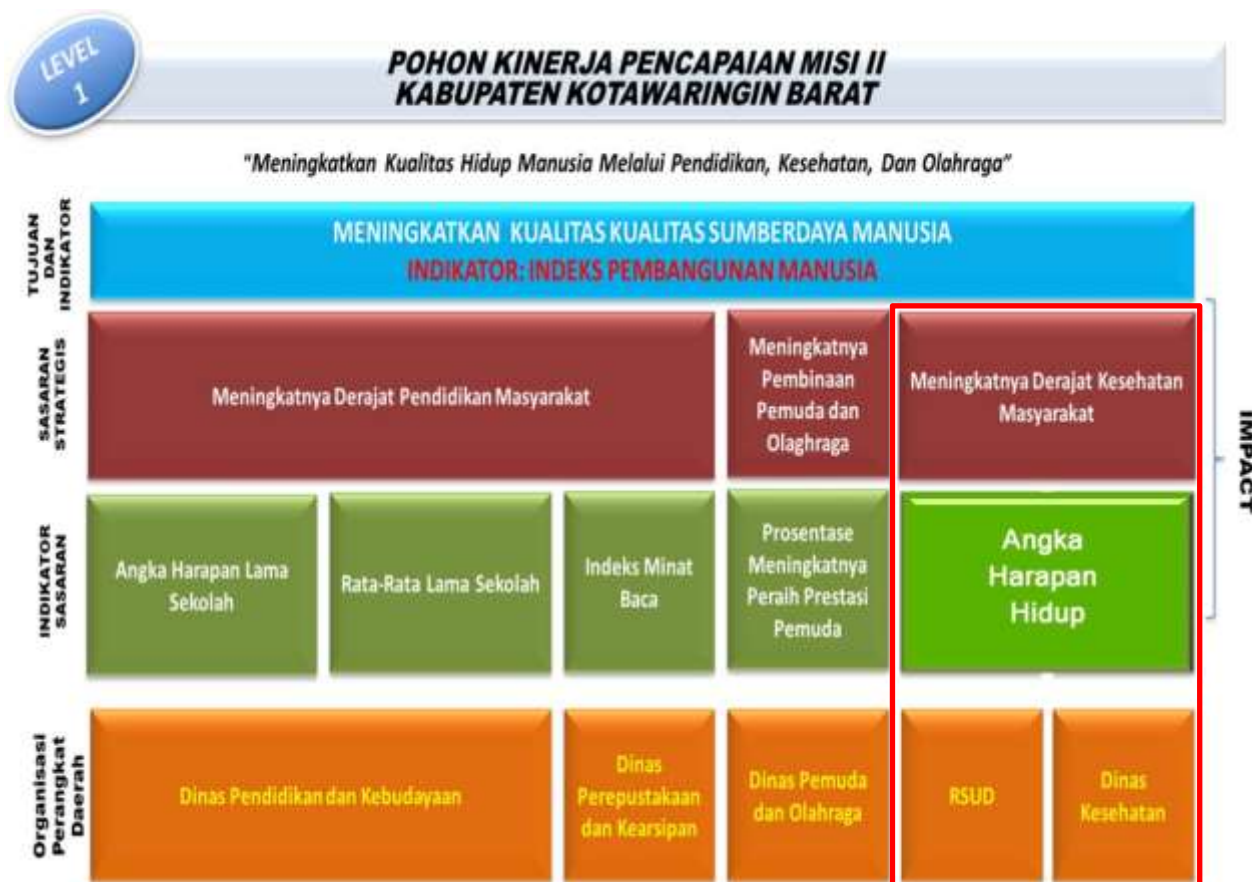 LEVEL
1
POHON KINERJA PENCAPAIAN MISI II
KABUPATEN KOTAWARINGIN BARAT
"Meningkatkan Kualitas Hidup Manusia Melalui Pendidikan, Kesehatan, Dan Olahraga"
TUJUAN
DAN
INDIKATOR
MENINGKATKAN KUALITAS KUALITAS SUMBERDAYA MANUSIA
INDIKATOR: INDEKS PEMBANGUNAN MANUSIA
SASARAN
STRATEGIS
Meningkatnya Derajat Pendidikan Masyarakat
Meningkatnya
Pembinaan
Pemuda dan
Olaghraga
Meningkatnya Derajat Kesehatan
Masyarakat
IMPACT
INDIKATOR
SASARAN
Angka Harapan Lama
Sekolah
Rata-Rata Lama Sekolah
Indeks Minat
Baca
Prosentase
Meningkatnya
Peraih Prestasi
Pemuda
Angka
Harapan
Hidup
Organisasi
Perangkat
Daerah
Dinas Pendidikan dan Kebudayaan
Dinas
Perepustakaan
dan Kearsipan
Dinas Pemuda
dan Olahraga
RSUD
Dinas
Kesehatan